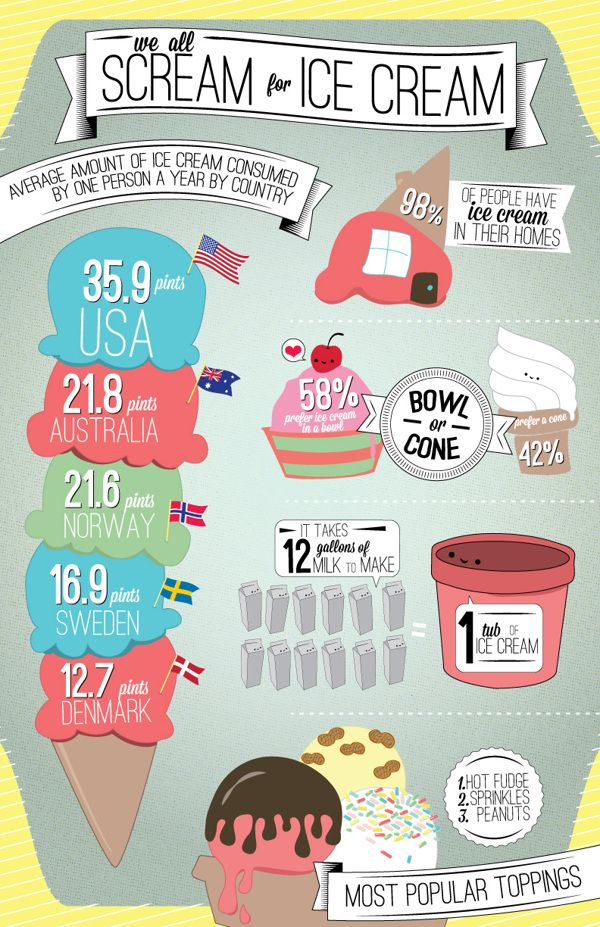 we all
SCREAM for ICE CREAM
AVERAGE AMOUNT OF ICE CREAM CONSUMED
BY ONE PERSON A YEAR BY COUNTRY
98%
OF PEOPLE HAVE
ice cream
IN THEIR HOMES
35.9 pints
USA
21.8 pints
AUSTRALIA
21.6 pints
NORWAY
16.9 pints
SWEDEN
12.7 pints
DENMARK
58%
prefer ice cream
in a bowl
BOWL
or
CONE
prefer a cone
42%
IT TAKES
12 gallons of
MILK TO MAKE
=
1 tub OF
ICE CREAM
1. HOT FUDGE
2. SPRINKLES
3. PEANUTS
MOST POPULAR TOPPINGS